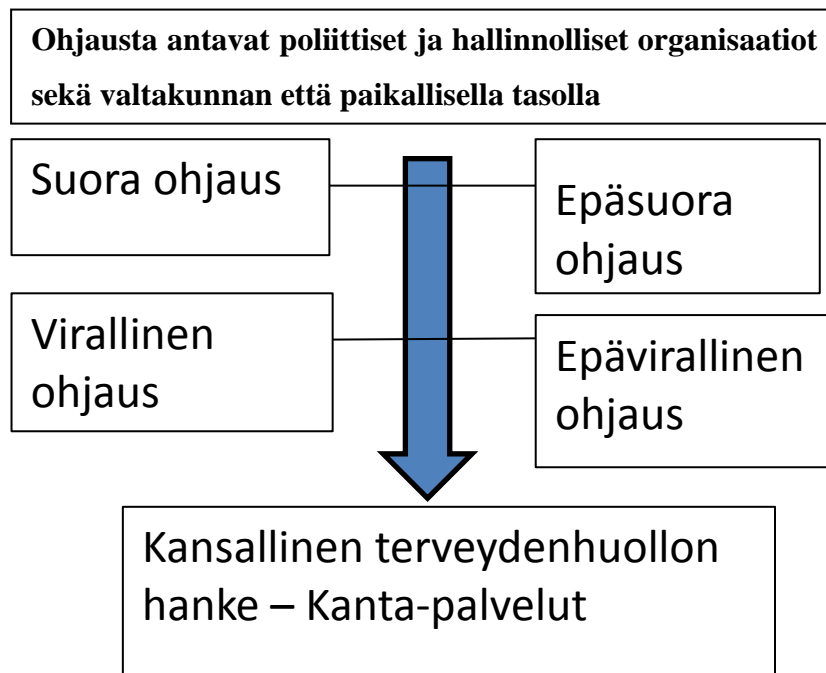 Ohjausta antavat poliittiset ja hallinnolliset organisaatiot
sekä valtakunnan että paikallisella tasolla
Suora ohjaus
Epäsuora
ohjaus
Virallinen
ohjaus
Epävirallinen
ohjaus
Kansallinen terveydenhuollon
hanke – Kanta-palvelut